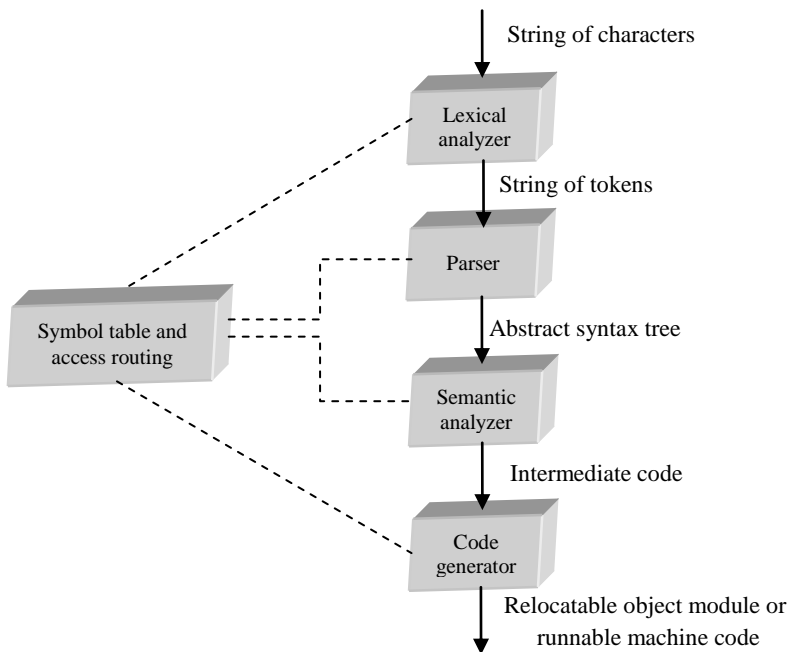 String of characters
Lexical
analyzer
String of tokens
Parser
Symbol table and
access routing
Abstract syntax tree
Semantic
analyzer
Intermediate code
Code
generator
Relocatable object module or
runnable machine code